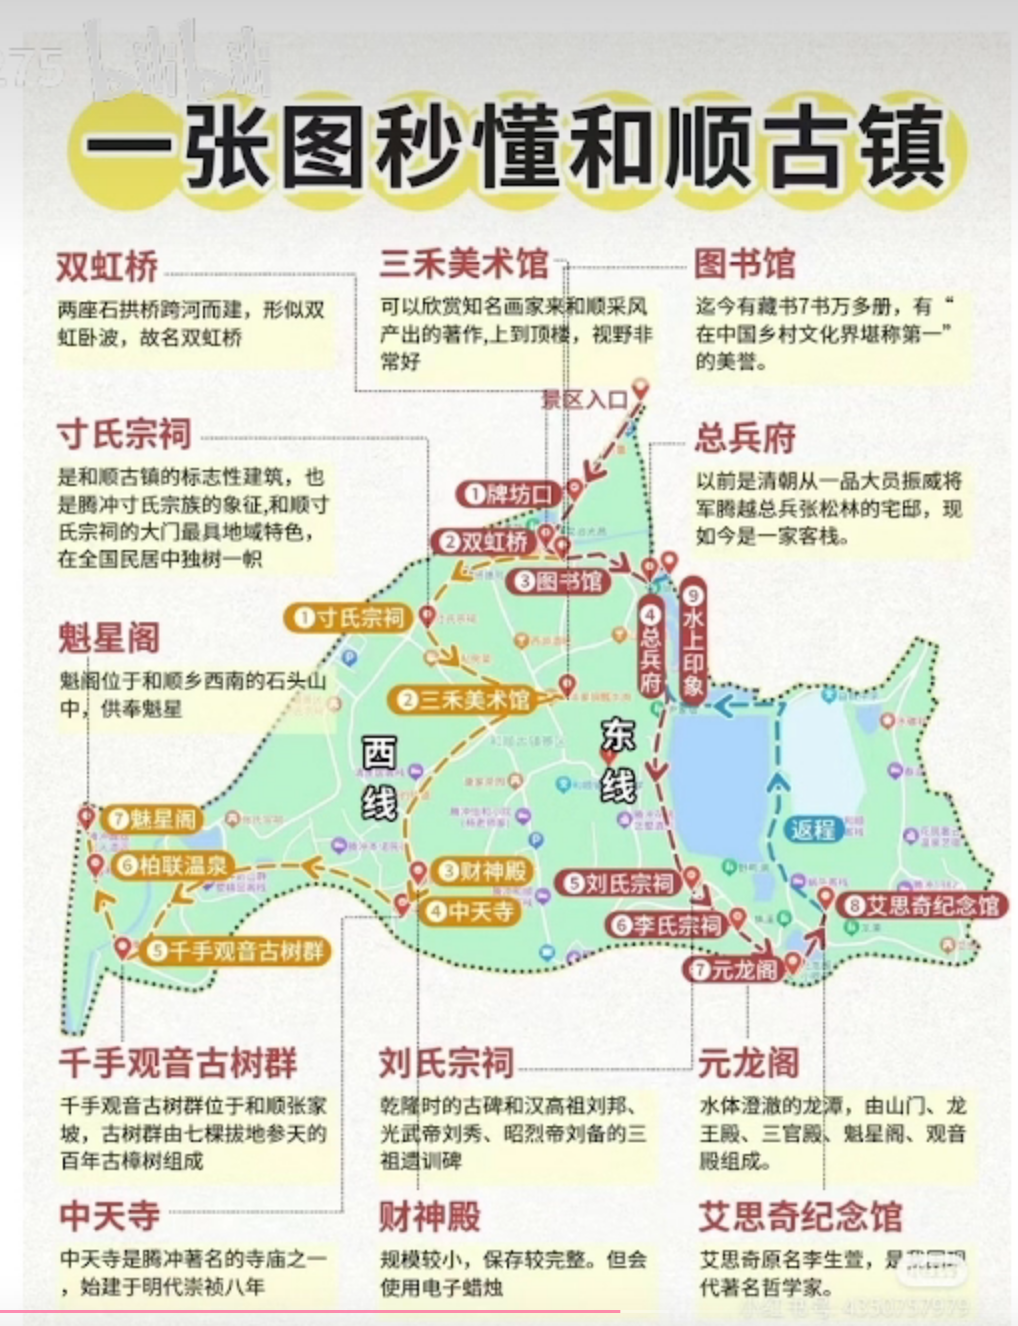 一张图秒懂和顺古镇
双虹桥
两座石拱桥跨河而建，形似双
虹卧波，故名双虹桥
三禾美术馆
可以欣赏知名画家来和顺采风
产出的著作,上到顶楼，视野非
常好
图书馆
迄今有藏书7书万多册，有“
在中国乡村文化界堪称第一”
的美誉。
寸氏宗祠
是和顺古镇的标志性建筑，也
是腾冲寸氏宗族的象征,和顺寸
氏宗祠的大门最具地域特色，
在全国民居中独树一帜
总兵府
以前是清朝从一品大员振威将
军腾越总兵张松林的宅邸，现
如今是一家客栈。
魁星阁
魁阁位于和顺乡西南的石头山
中，供奉魁星
景区入口
①牌坊口
②双虹桥
③图书馆
④总兵府
⑨水上印象
①寸氏宗祠
②三禾美术馆
西线
东线
返程
⑦魁星阁
⑥柏联温泉
⑤千手观音古树群
③财神殿
④中天寺
⑤刘氏宗祠
⑥李氏宗祠
⑦元龙阁
⑧艾思奇纪念馆
千手观音古树群
千手观音古树群位于和顺张家
坡，古树群由七棵拔地参天的
百年古樟树组成
刘氏宗祠
乾隆时的古碑和汉高祖刘邦、
光武帝刘秀、昭烈帝刘备的三
祖遗训碑
元龙阁
水体澄澈的龙潭，由山门、龙
王殿、三官殿、魁星阁、观音
殿组成。
中天寺
中天寺是腾冲著名的寺庙之一
，始建于明代崇祯八年
财神殿
规模较小，保存较完整。但会
使用电子蜡烛
艾思奇纪念馆
艾思奇原名李生萱，是我国现
代著名哲学家。